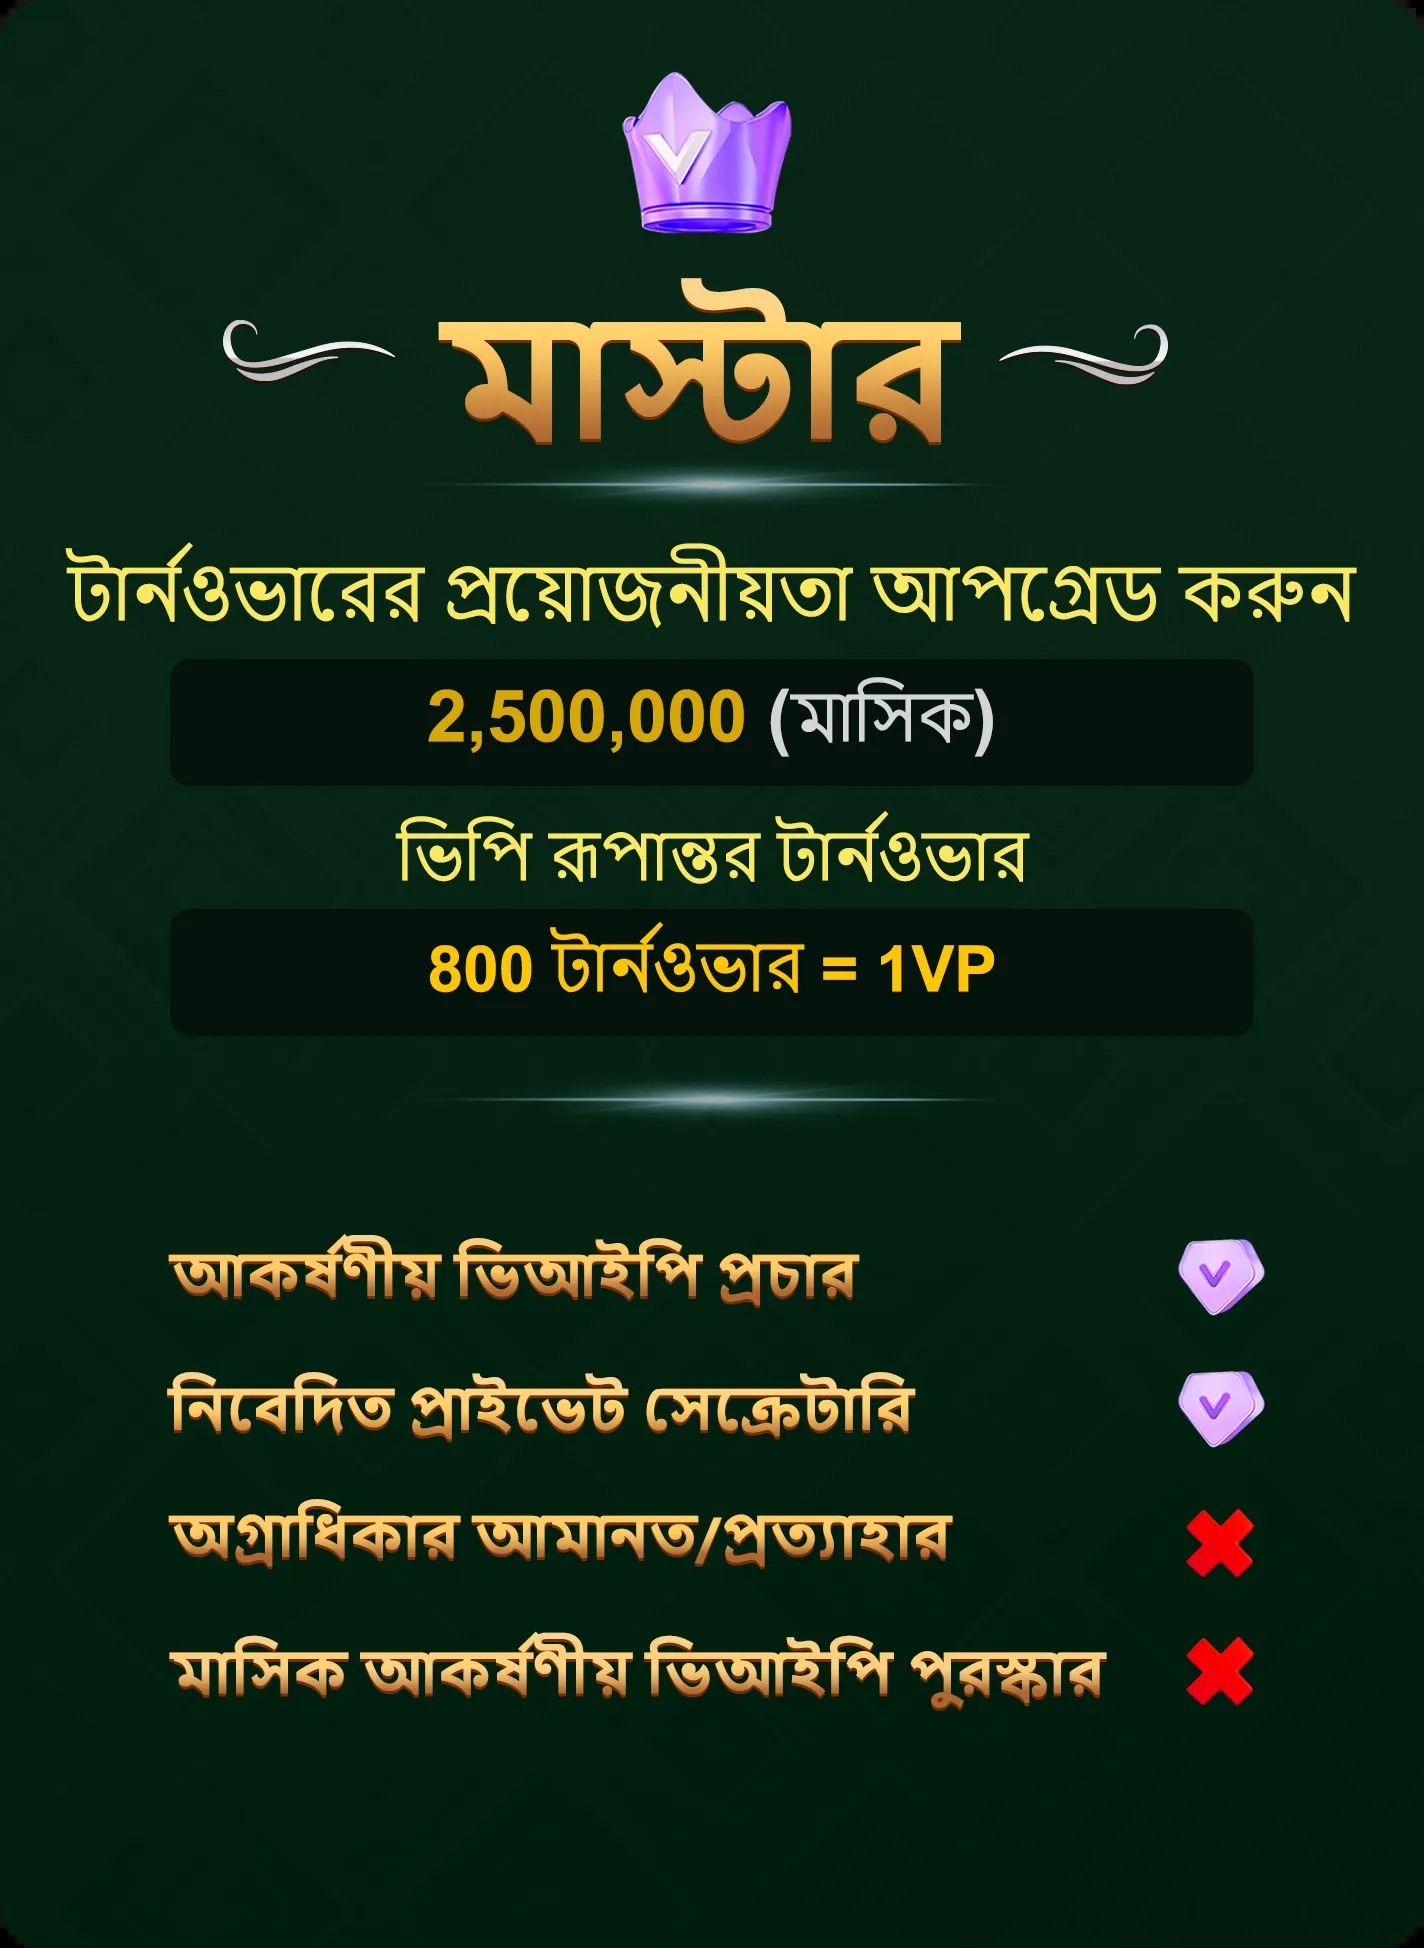 মাস্টার
টার্নওভারের প্রয়োজনীয়তা আপগ্রেড করুন
2,500,000 (মাসিক)
ভিপি রূপান্তর টার্নওভার
800 টার্নওভার = 1VP
আকর্ষণীয় ভিআইপি প্রচার
নিবেদিত প্রাইভেট সেক্রেটারি
অগ্রাধিকার আমানত/প্রত্যাহার
মাসিক আকর্ষণীয় ভিআইপি পুরস্কার